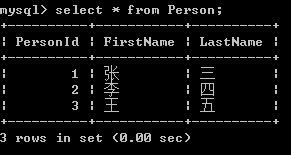 mysql> select * from Person;
+----------+-----------+----------+
| PersonId | FirstName | LastName |
+----------+-----------+----------+
| 1 | 张 | 三 |
| 2 | 李 | 四 |
| 3 | 王 | 五 |
+----------+-----------+----------+
3 rows in set (0.00 sec)